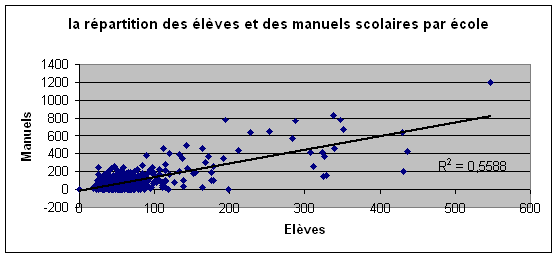 la répartition des élèves et des manuels scolaires par école
1400
1200
1000
800
600
400
200
0
-200
Manuels
R² = 0,5588
0 100 200 300 400 500 600
Elèves